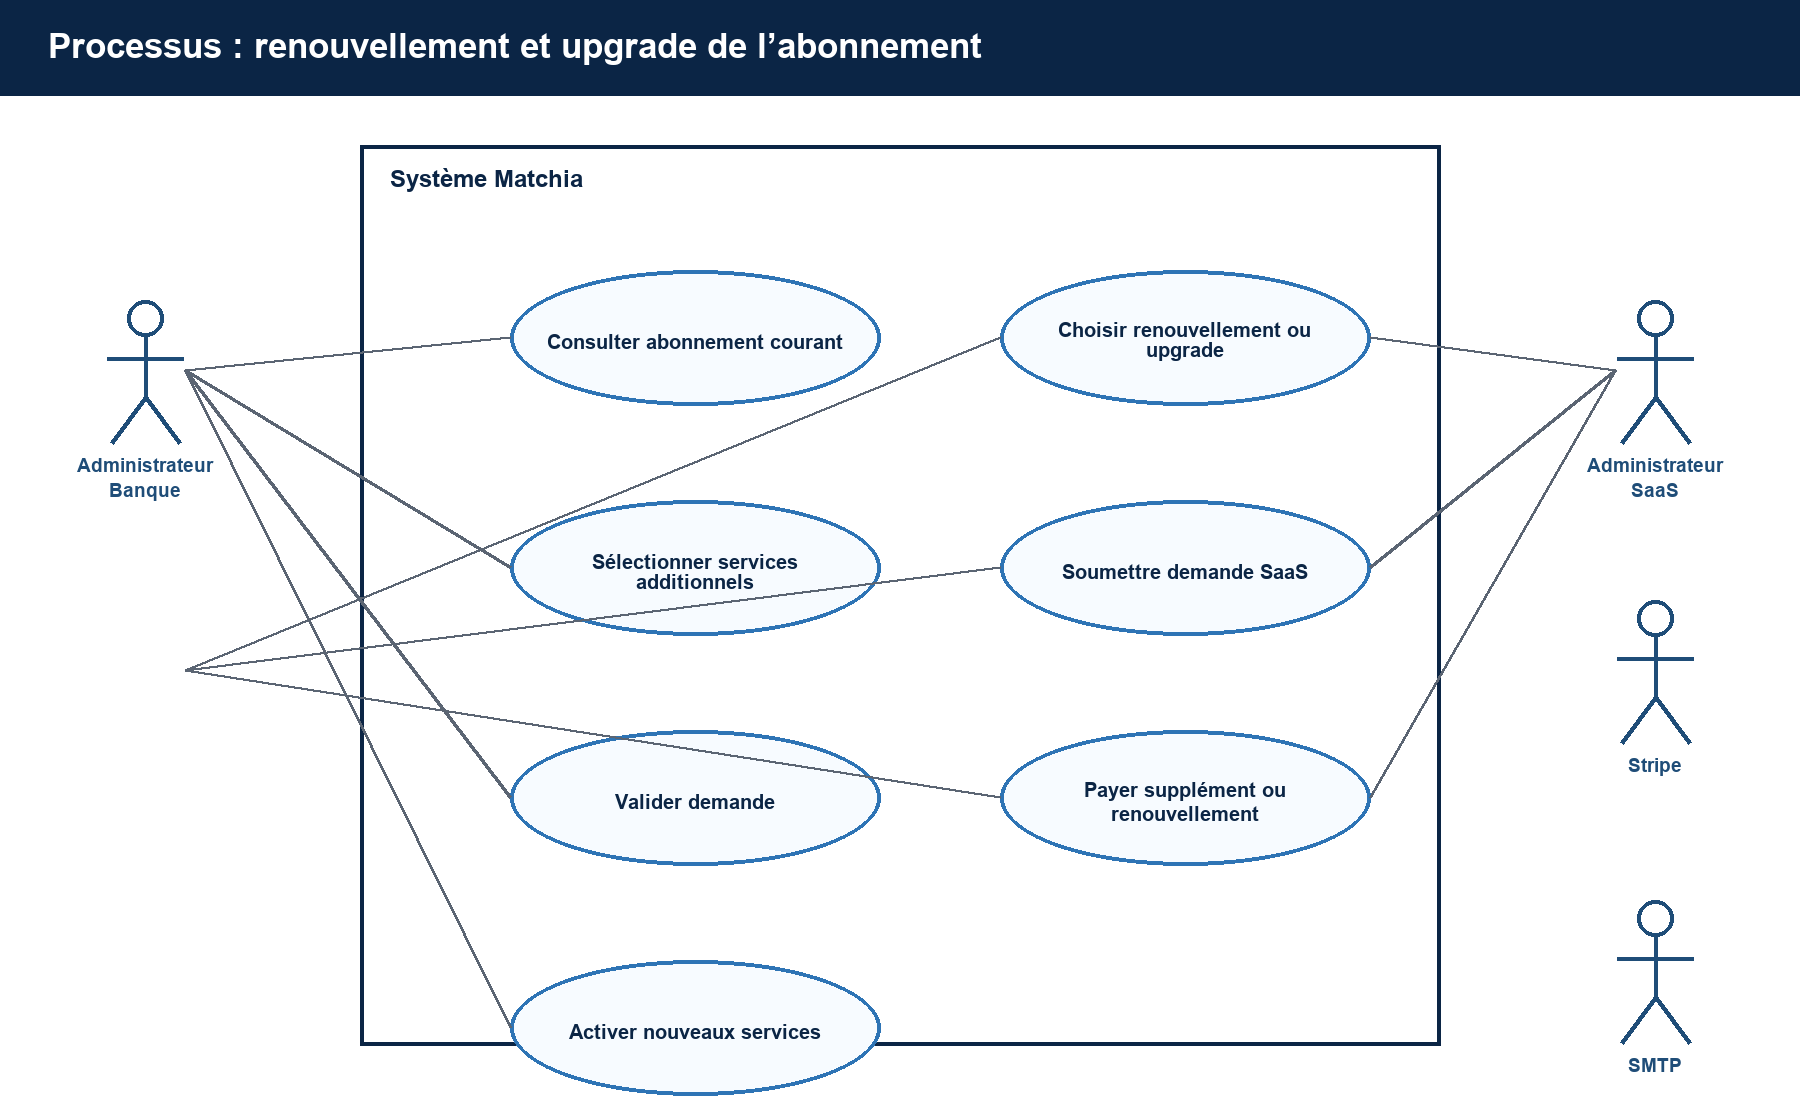 Processus : renouvellement et upgrade de l’abonnement
Système Matchia
Consulter abonnement courant
Choisir renouvellement ou
upgrade
Administrateur
Banque
Administrateur
SaaS
Sélectionner services
additionnels
Soumettre demande SaaS
Stripe
Valider demande
Payer supplément ou
renouvellement
Activer nouveaux services
SMTP